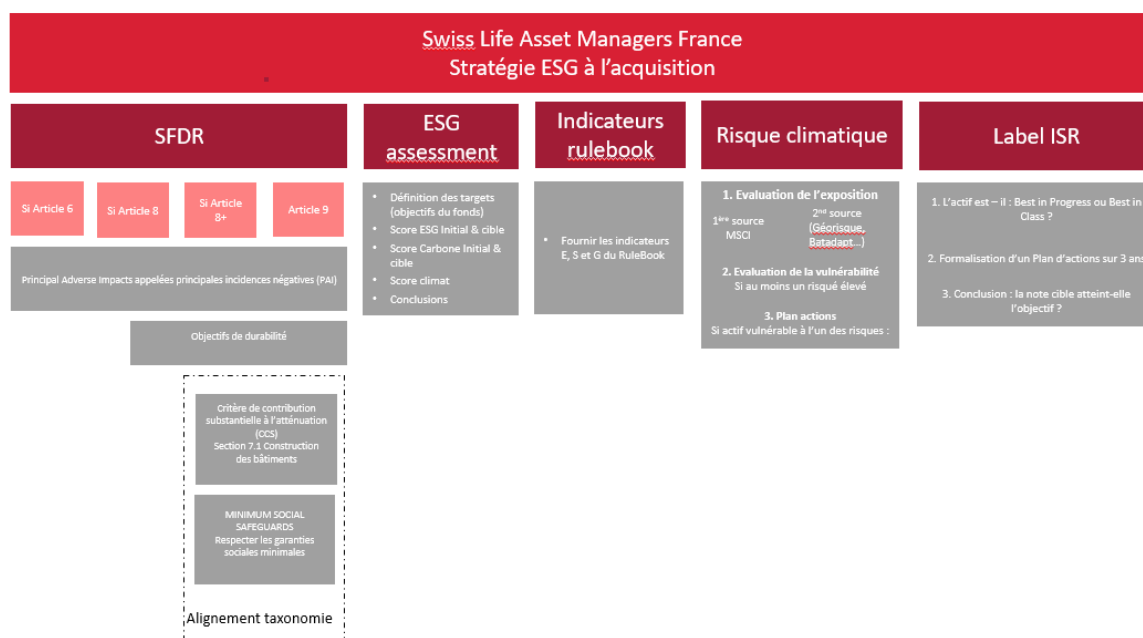 Swiss Life Asset Managers France
Stratégie ESG à l’acquisition
SFDR
ESG
assessment
Indicateurs
rulebook
Risque climatique
Label ISR
Si Article 6
Si Article 8
Si Article
8+
Article 9
Principal Adverse Impacts appelées principales incidences négatives (PAI)
Objectifs de durabilité
Critère de contribution
substantielle à l’atténuation
(CCS)
Section 7.1 Construction
des bâtiments
MINIMUM SOCIAL
SAFEGUARDS
Respecter les garanties
sociales minimales
Alignement taxonomie
• Définition des targets
(objectifs du fonds)
• Score ESG Initial & cible
• Score Carbone Initial &
cible
• Score climat
• Conclusions
• Fournir les indicateurs
E, S et G du RuleBook
1. Evaluation de l’exposition
1ère source
MSCI
2nd source
(Géorisque,
Batadapt...)
2. Evaluation de la vulnérabilité
Si au moins un risqué élevé
3. Plan actions
Si actif vulnérable à l’un des risques :
1. L’actif est – il : Best in Progress ou Best in
Class ?
2. Formalisation d’un Plan d’actions sur 3 ans
3. Conclusion : la note cible atteint-elle
l’objectif ?